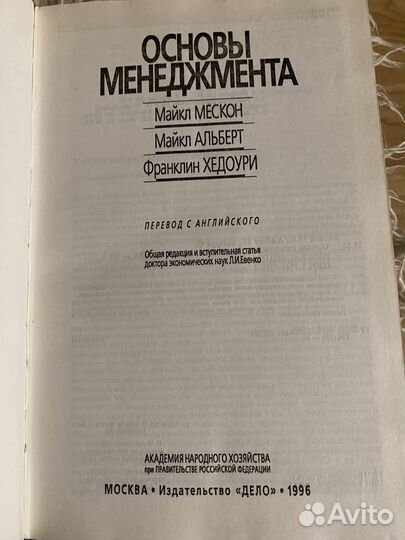 ОСНОВЫ
МЕНЕДЖМЕНТА
Майкл МЕСКОН
Майкл АЛЬБЕРТ
Франклин ХЕДОУРИ
ПЕРЕВОД С АНГЛИЙСКОГО
Общая редакция и вступительная статья
доктора экономических наук Л.И.Евенко
АКАДЕМИЯ НАРОДНОГО ХОЗЯЙСТВА
при ПРАВИТЕЛЬСТВЕ РОССИЙСКОЙ ФЕДЕРАЦИИ
МОСКВА • Издательство «ДЕЛО» • 1996
Avito